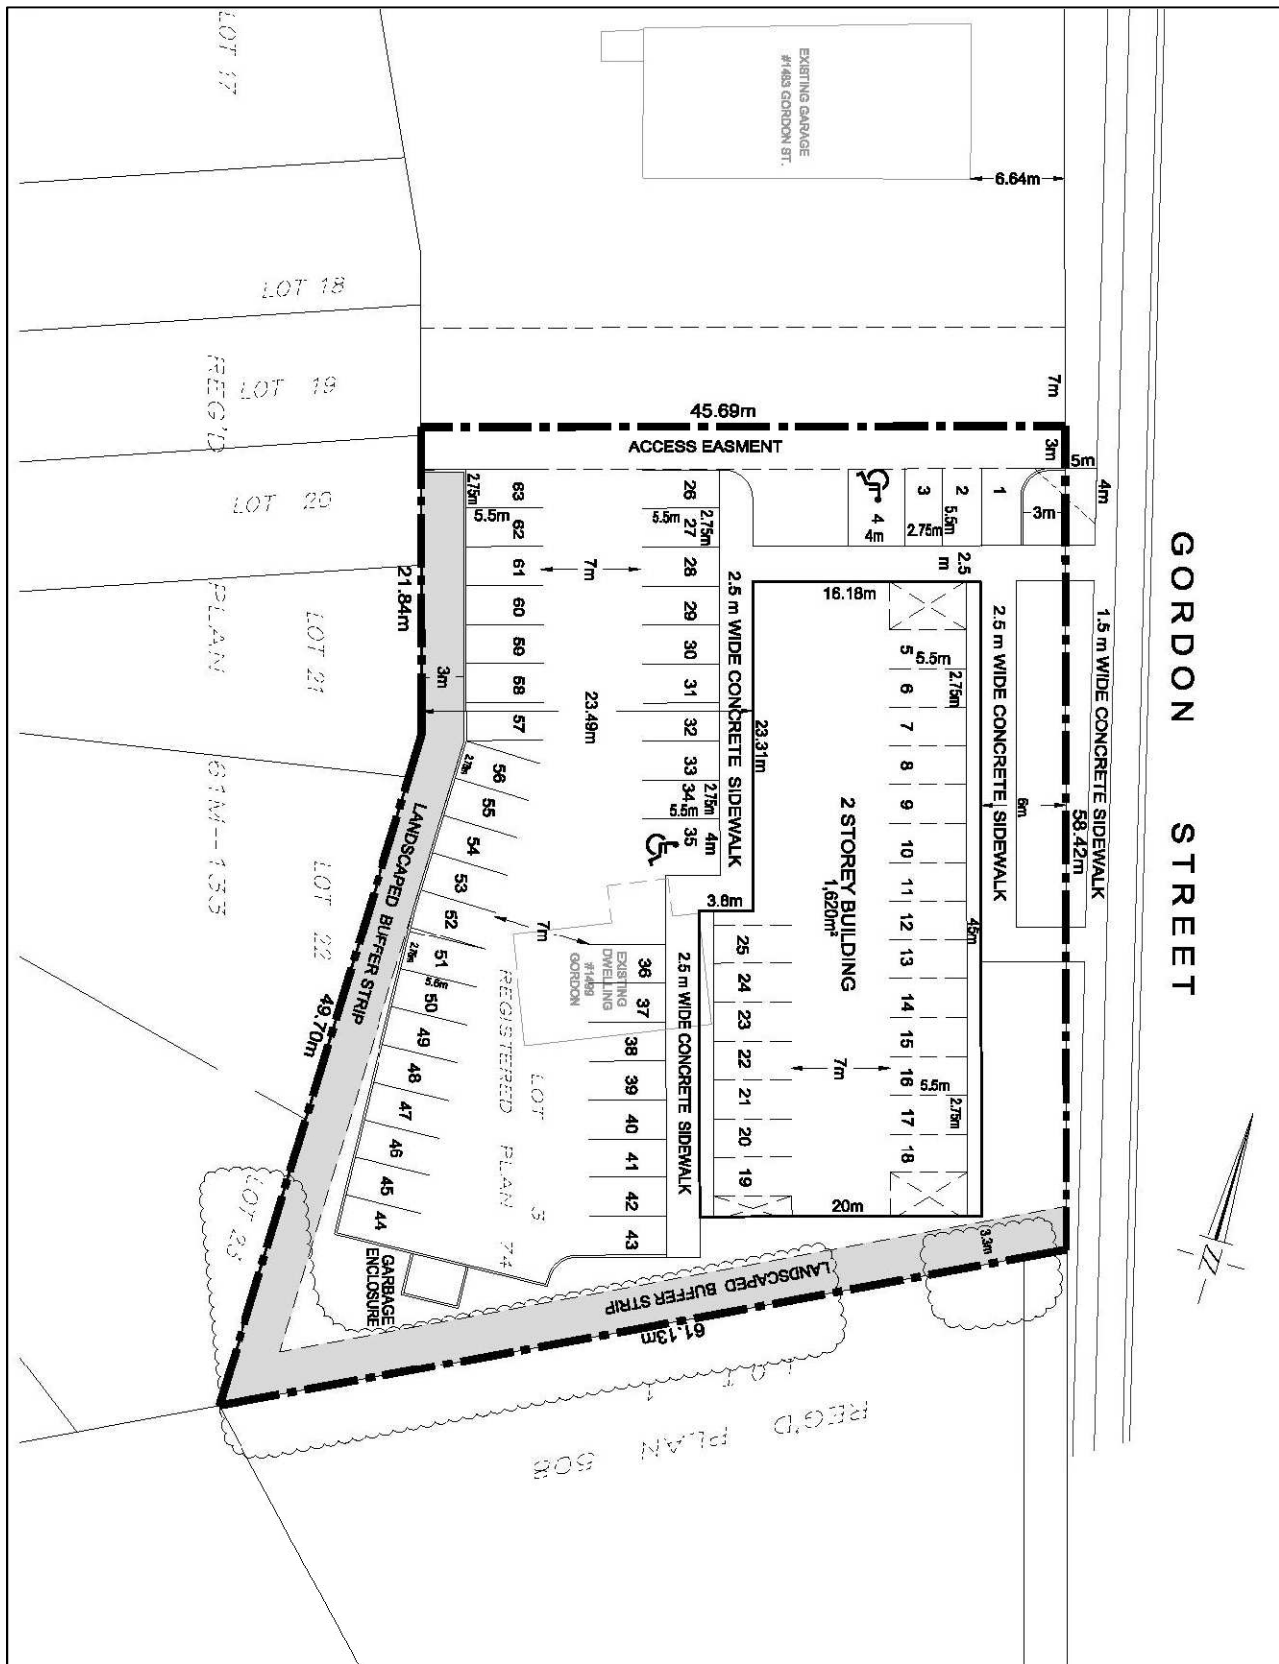 LOT 17
EXISTING GARAGE
#1483 GORDON ST.
6.64m
LOT 18
REG'D PLAN 61M-133
LOT 19
7m
45.69m
ACCESS EASMENT
3m
5m
4m
LOT 20
2.75m
63
5.5m
62
61
60
59
58
57
26
5.5m
27
2.75m
28
29
30
31
32
33
34
2.75m
5.5m
35
4m
7m
4
4m
3
2.75m
2
5.5m
1
3m
2.5
m
GORDON STREET
21.84m
LOT 21
3m
23.49m
2.5 m WIDE CONCRETE SIDEWALK
16.18m
23.31m
5
5.5m
6
2.75m
7
8
9
10
11
12
13
14
15
16
5.5m
17
2.75m
18
2.5 m WIDE CONCRETE SIDEWALK
1.5 m WIDE CONCRETE SIDEWALK
6m
58.42m
45m
2 STOREY BUILDING
1,620m²
LOT 22
LANDSCAPED BUFFER STRIP
49.70m
56
55
54
53
52
51
5.5m
50
49
48
47
46
45
44
7m
EXISTING
DWELLING
#1499
GORDON
36
37
38
39
40
41
42
43
2.5 m WIDE CONCRETE SIDEWALK
3.8m
25
24
23
22
21
20
19
7m
20m
LOT 3
REGISTERED PLAN 74
LOT 23
GARBAGE
ENCLOSURE
LANDSCAPED BUFFER STRIP
3.3m
61.13m
LOT 1
REG'D PLAN 508
N